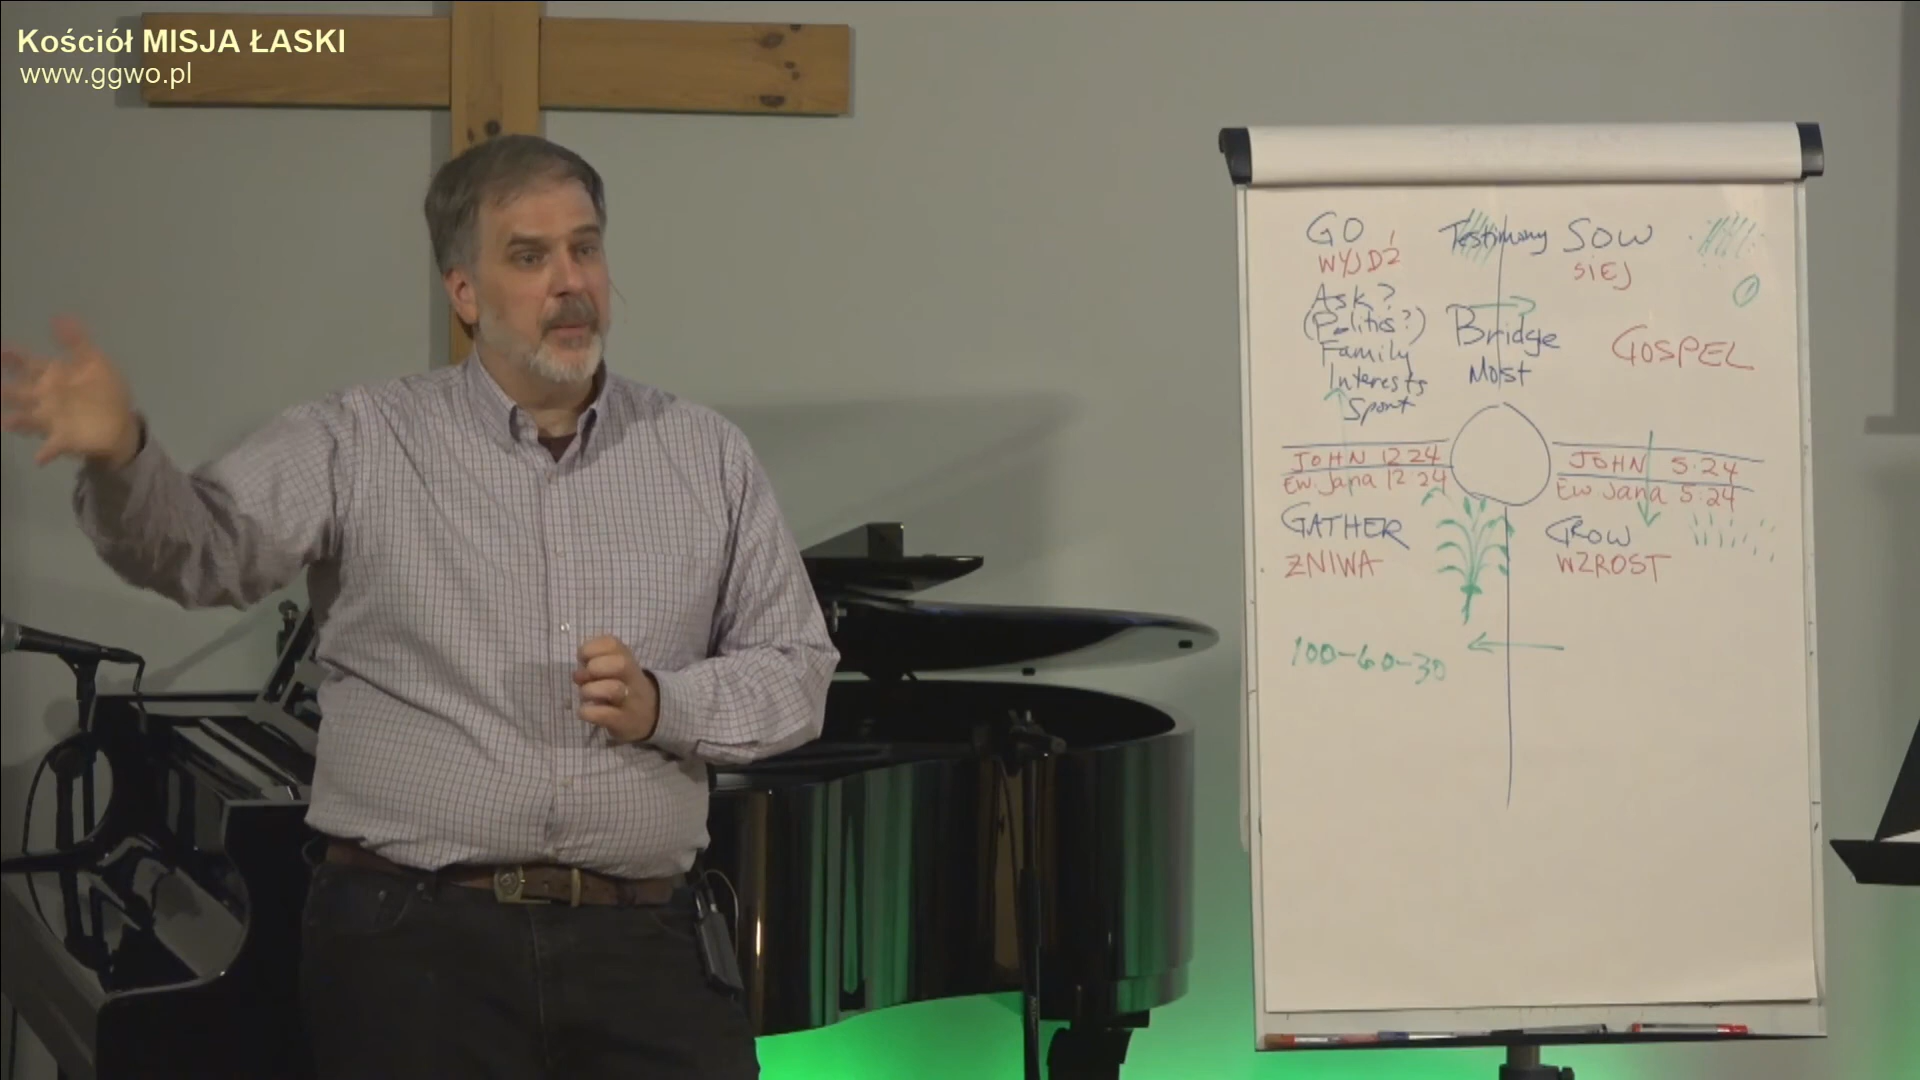 Kościół MISJA ŁASKI
www.ggwo.pl
GO
WYJDŹ
Ask?
(Politics?)
Family
Interests
Sport
Testimony
Bridge
Most
SOW
SIEJ
GOSPEL
JOHN 12 24
Ew. Jana 12 24
JOHN 5:24
Ew Jana 5:24
GATHER
ŻNIWA
GROW
WZROST
100-60-30